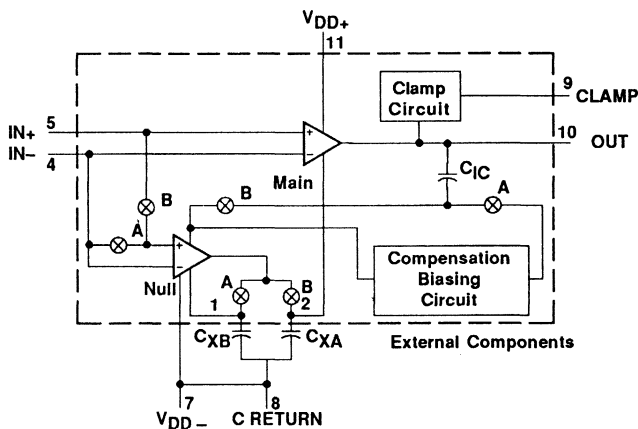 VDD+
11
Clamp
Circuit
9
CLAMP
5
IN+
IN-
4
+
-
Main
10
OUT
CIC
B
B
A
A
+
-
Null
A
B
1
2
Compensation
Biasing
Circuit
CXB
CXA
External Components
7
8
VDD-
C RETURN